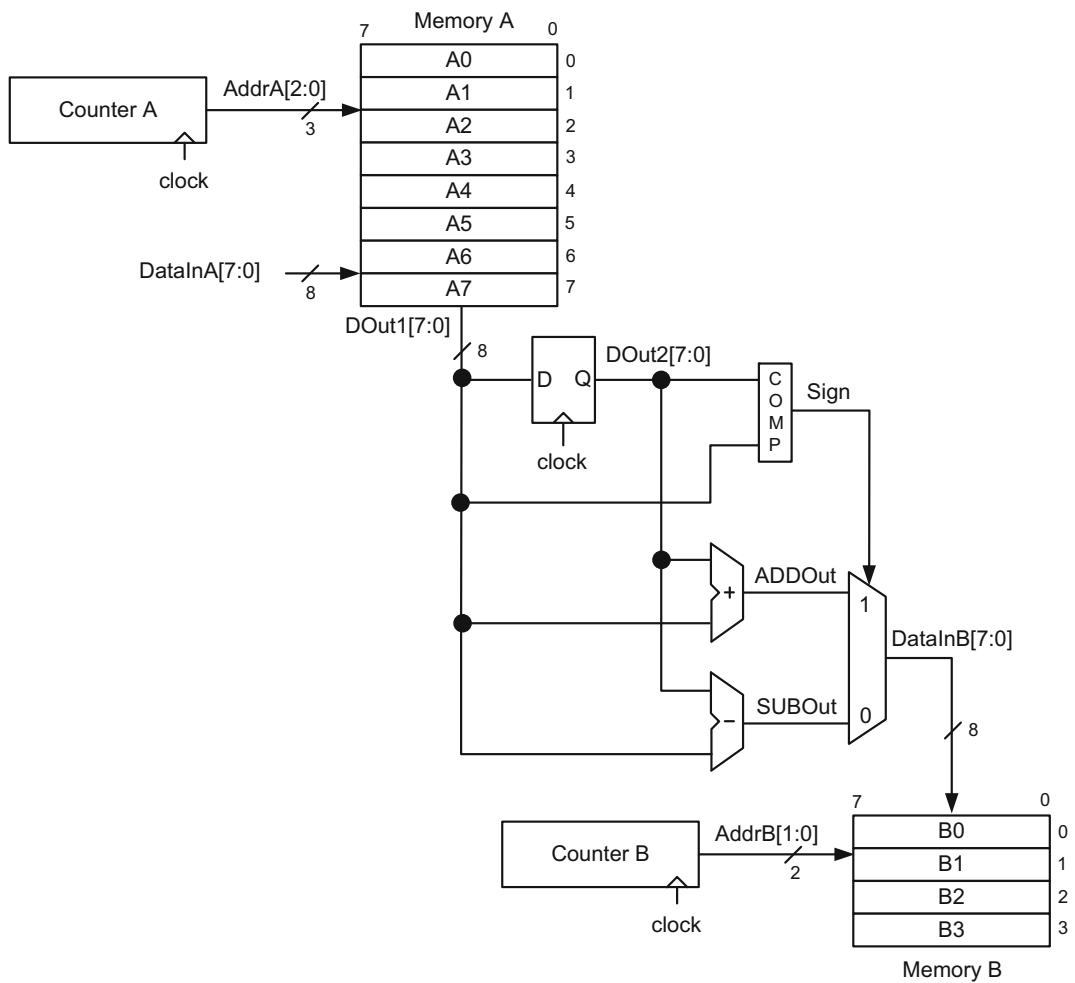 Memory A
7 0
A0 0
Counter A
AddrA[2:0]
3
clock
A1 1
A2 2
A3 3
A4 4
A5 5
A6 6
A7 7
DataInA[7:0]
8
DOut1[7:0]
8
D Q
clock
DOut2[7:0]
COMP
Sign
+
ADDOut
1
-
SUBOut
0
DataInB[7:0]
8
Counter B
clock
AddrB[1:0]
2
7 0
B0 0
B1 1
B2 2
B3 3
Memory B